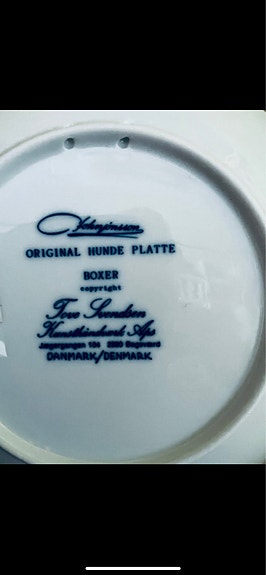 ORIGINAL HUNDE PLATTE
BOXER
copyright
Tove Svendsen
Kunsthåndværk Aps
DANMARK/DENMARK